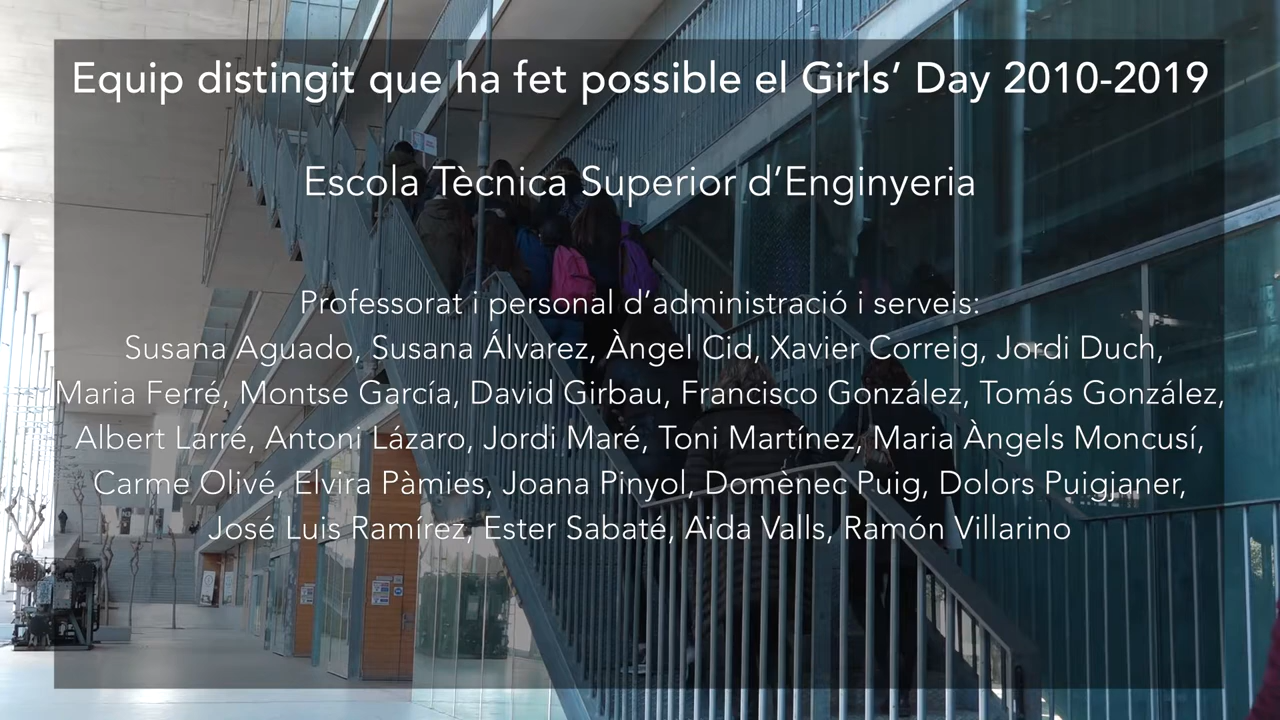 Equip distingit que ha fet possible el Girls’ Day 2010-2019
Escola Tècnica Superior d’Enginyeria
Professorat i personal d’administració i serveis:
Susana Aguado, Susana Álvarez, Àngel Cid, Xavier Correig, Jordi Duch,
Maria Ferré, Montse García, David Girbau, Francisco González, Tomás González,
Albert Larré, Antoni Lázaro, Jordi Maré, Toni Martínez, Maria Àngels Moncusí,
Carme Olivé, Elvira Pàmies, Joana Pinyol, Domènec Puig, Dolors Puigjaner,
José Luis Ramírez, Ester Sabaté, Aïda Valls, Ramón Villarino